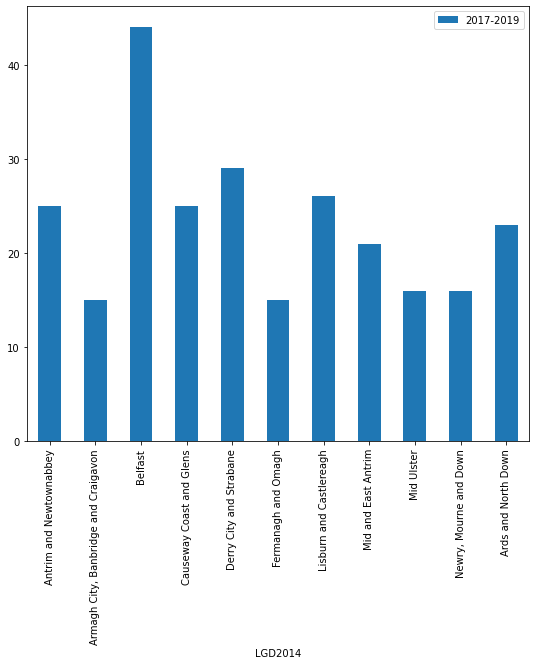 2017-2019
40
30
20
10
0
Antrim and Newtownabbey
Armagh City, Banbridge and Craigavon
Belfast
Causeway Coast and Glens
Derry City and Strabane
Fermanagh and Omagh
Lisburn and Castlereagh
Mid and East Antrim
Mid Ulster
Newry, Mourne and Down
Ards and North Down
LGD2014